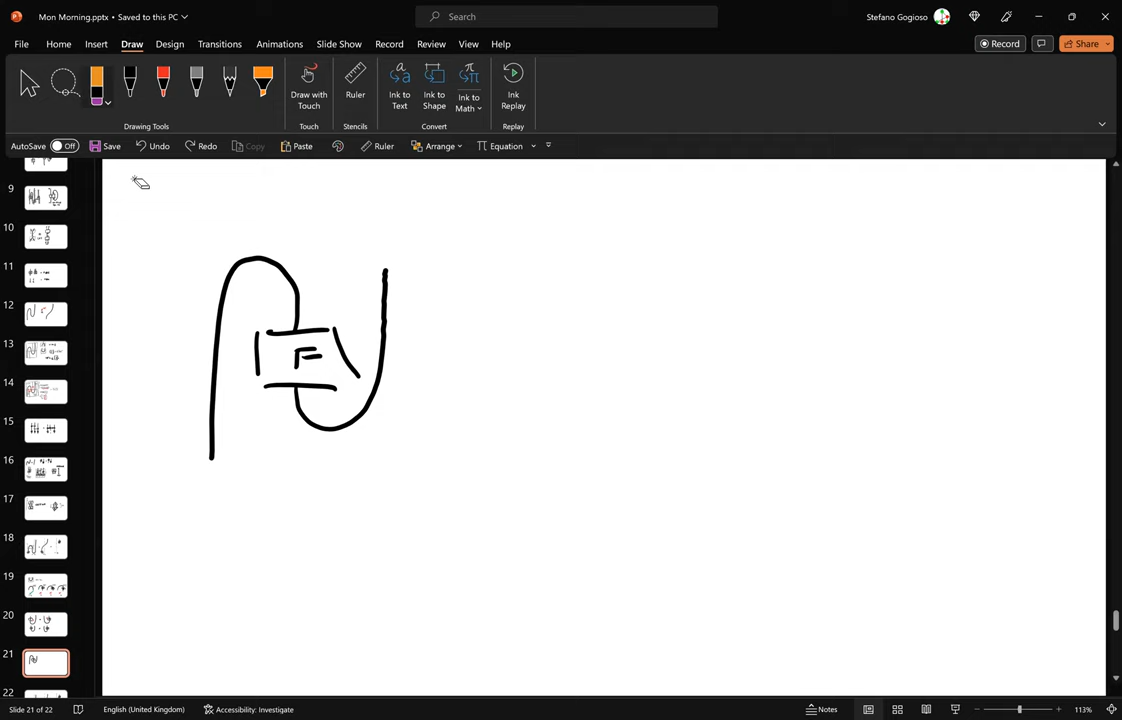 Mon Morning.pptx • Saved to this PC
Search
Stefano Gogioso
File Home Insert Draw Design Transitions Animations Slide Show Record Review View Help
Record
Share
Draw with Touch
Ruler
Ink to Text
Ink to Shape
Ink to Math
Ink Replay
Drawing Tools
Touch
Stencils
Convert
Replay
AutoSave Off Save Undo Redo Copy Paste Ruler Arrange Equation
9
10
11
12
13
14
15
16
17
18
19
20
21
22
F
Slide 21 of 22 English (United Kingdom) Accessibility: Investigate Notes 113%